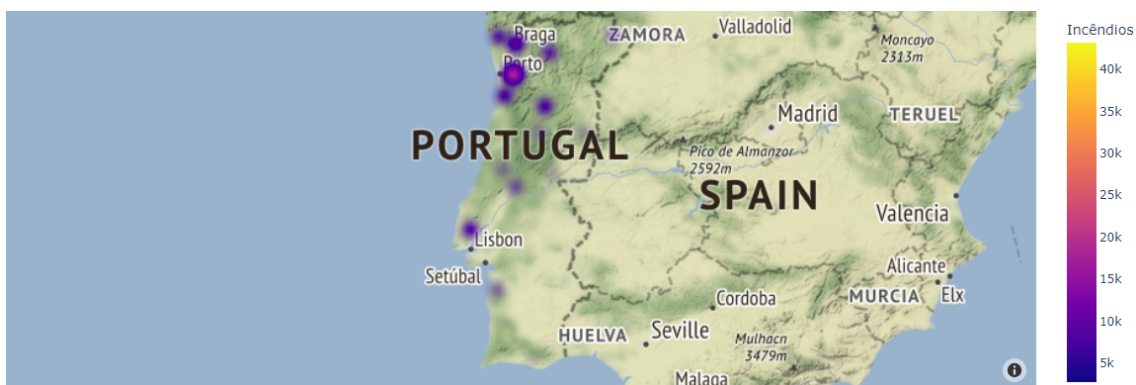 Braga
ZAMORA
Valladolid
Moncayo
2313m
Incêndios
Porto
40k
35k
Madrid
TERUEL
30k
PORTUGAL
Pico de Almanzor
2592m
25k
SPAIN
Valencia
20k
Lisbon
Setúbal
Alicante
15k
Cordoba
MURCIA
Elx
10k
HUELVA
Seville
Mulhacn
3479m
5k
Malaga
i